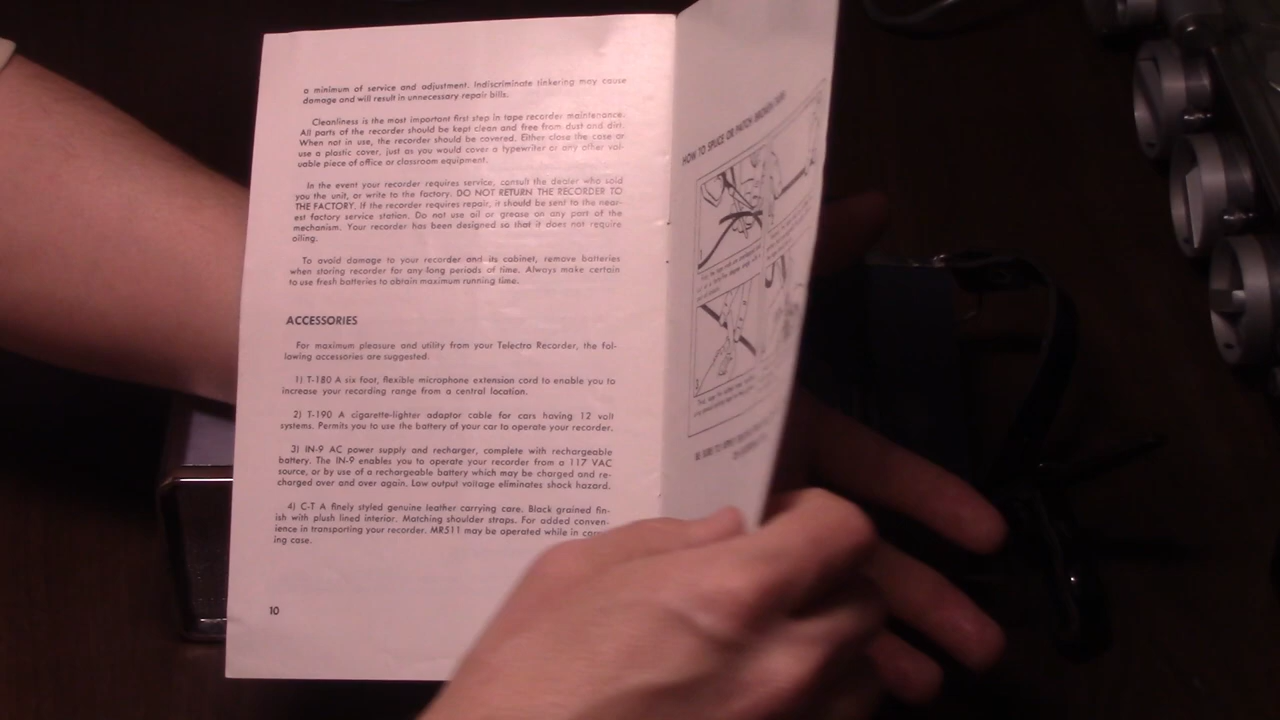 a minimum of service and adjustment. Indiscriminate tinkering may cause
damage and will result in unnecessary repair bills.
Cleanliness is the most important first step in tape recorder maintenance.
All parts of the recorder should be kept clean and free from dust and dirt.
When not in use, the recorder should be covered. Either close the case or
use a plastic cover, just as you would cover a typewriter or any other val-
uable piece of office or classroom equipment.
In the event your recorder requires service, consult the dealer who sold
you the unit, or write to the factory. DO NOT RETURN THE RECORDER TO
THE FACTORY. If the recorder requires repair, it should be sent to the near-
est factory service station. Do not use oil or grease on any part of the
mechanism. Your recorder has been designed so that it does not require
oiling.
To avoid damage to your recorder and its cabinet, remove batteries
when storing recorder for any long periods of time. Always make certain
to use fresh batteries to obtain maximum running time.
ACCESSORIES
For maximum pleasure and utility from your Telectro Recorder, the fol-
lowing accessories are suggested.
1) T-180 A six foot, flexible microphone extension cord to enable you to
increase your recording range from a central location.
2) T-190 A cigarette-lighter adaptor cable for cars having 12 volt
systems. Permits you to use the battery of your car to operate your recorder.
3) IN-9 AC power supply and recharger, complete with rechargeable
battery. The IN-9 enables you to operate your recorder from a 117 VAC
source, or by use of a rechargeable battery which may be charged and re-
charged over and over again. Low output voltage eliminates shock hazard.
4) C-T A finely styled genuine leather carrying care. Black grained fin-
ish with plush lined interior. Matching shoulder straps. For added conven-
ience in transporting your recorder. MR511 may be operated while in
ing case.
10
HOW TO SPLICE OR PATCH BROKEN TAPE